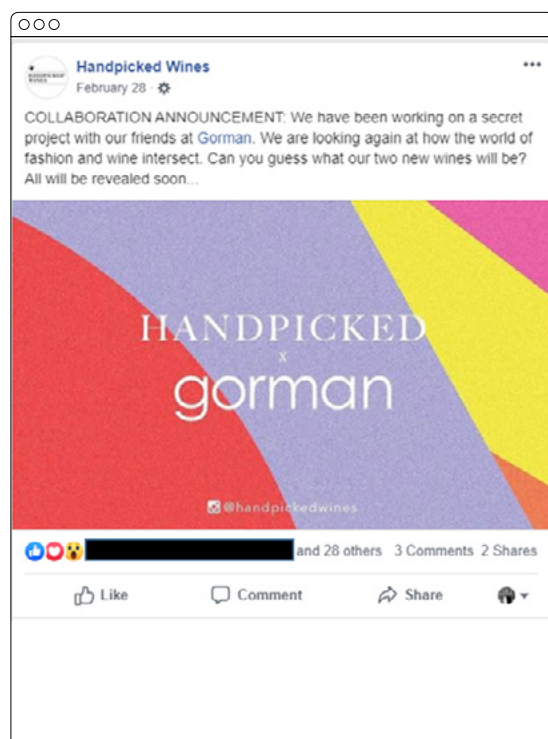 Handpicked Wines
February 28
COLLABORATION ANNOUNCEMENT: We have been working on a secret
project with our friends at Gorman. We are looking again at how the world of
fashion and wine intersect. Can you guess what our two new wines will be?
All will be revealed soon...
HANDPICKED
x
gorman
@handpickedwines
and 28 others 3 Comments 2 Shares
Like Comment Share